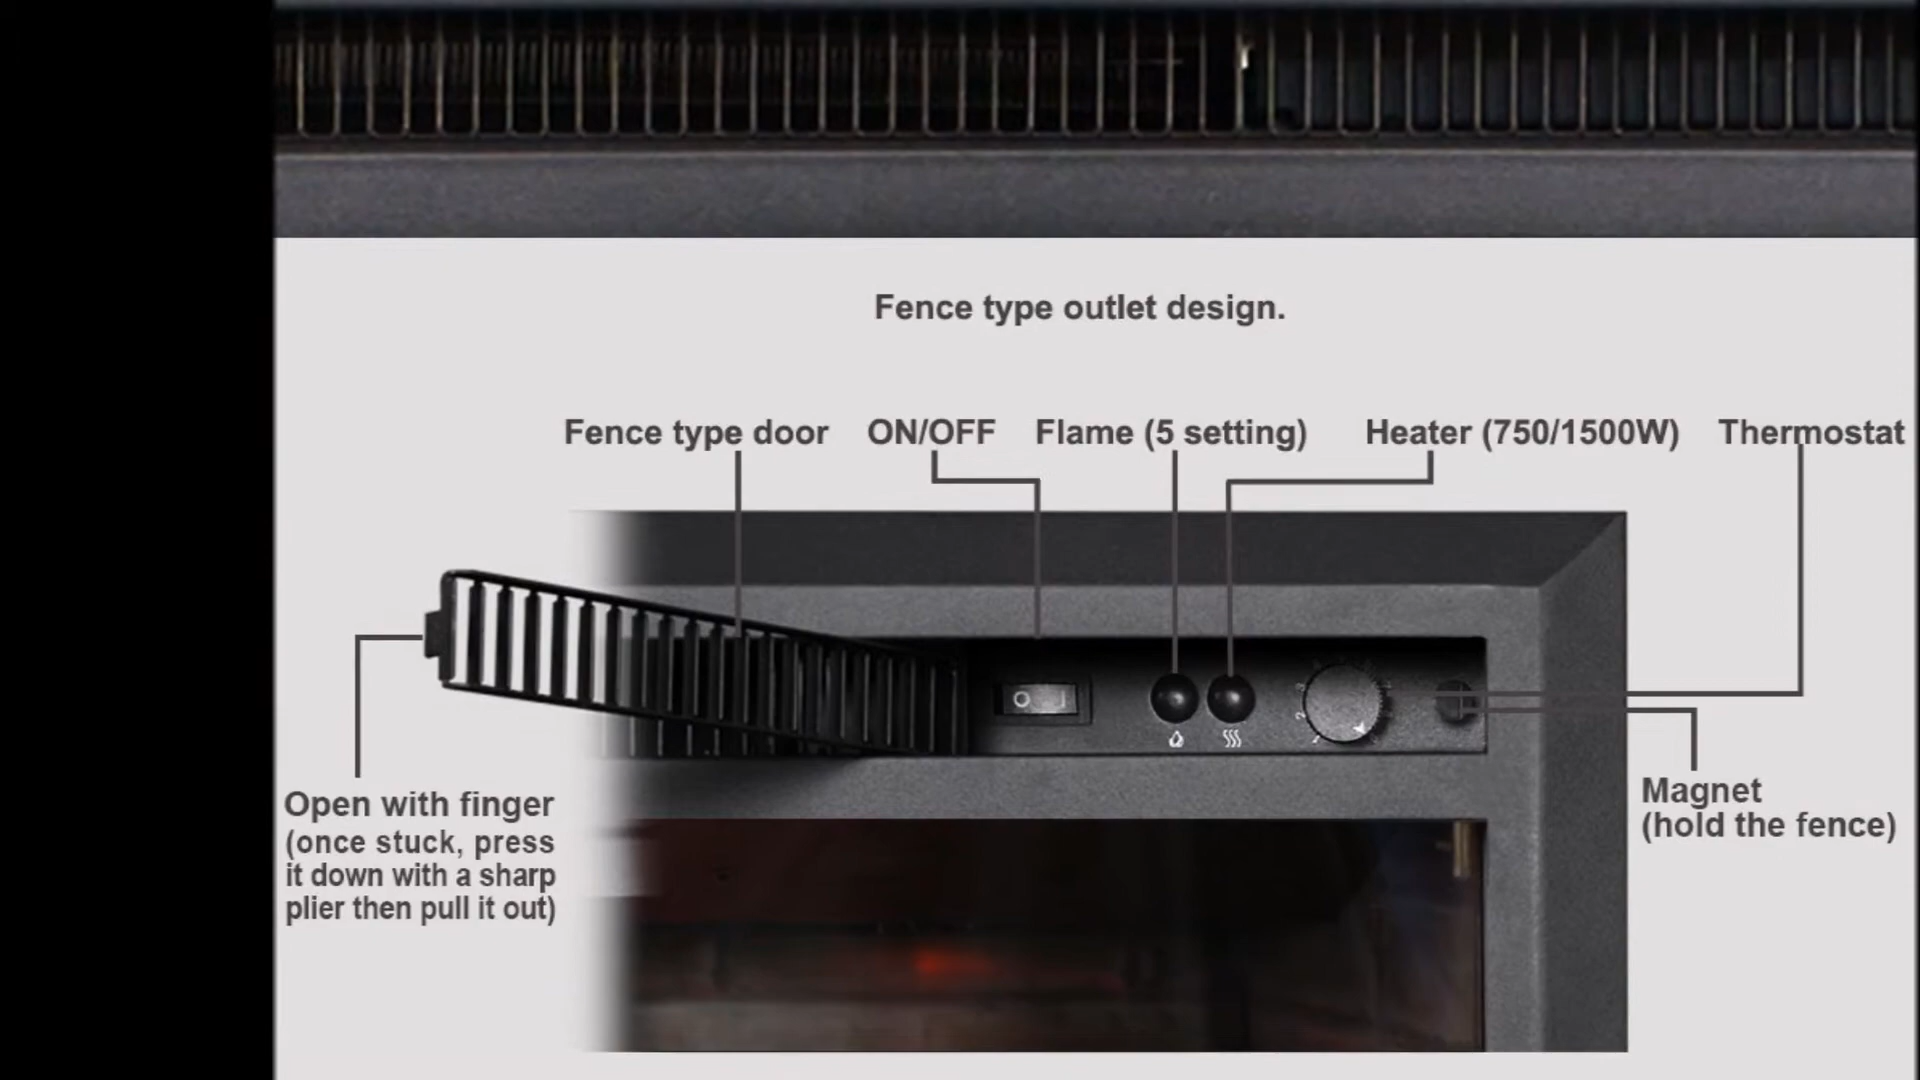 Fence type outlet design.
Fence type door ON/OFF Flame (5 setting) Heater (750/1500W) Thermostat
Open with finger
(once stuck, press
it down with a sharp
plier then pull it out)
Magnet
(hold the fence)